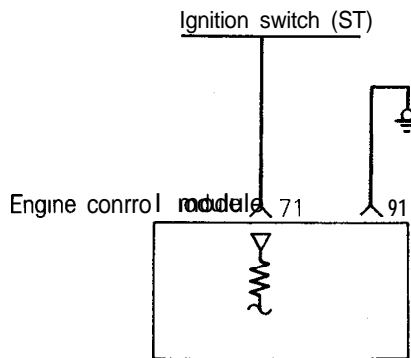 Ignition switch (ST)
Engine conrrol module 71 91